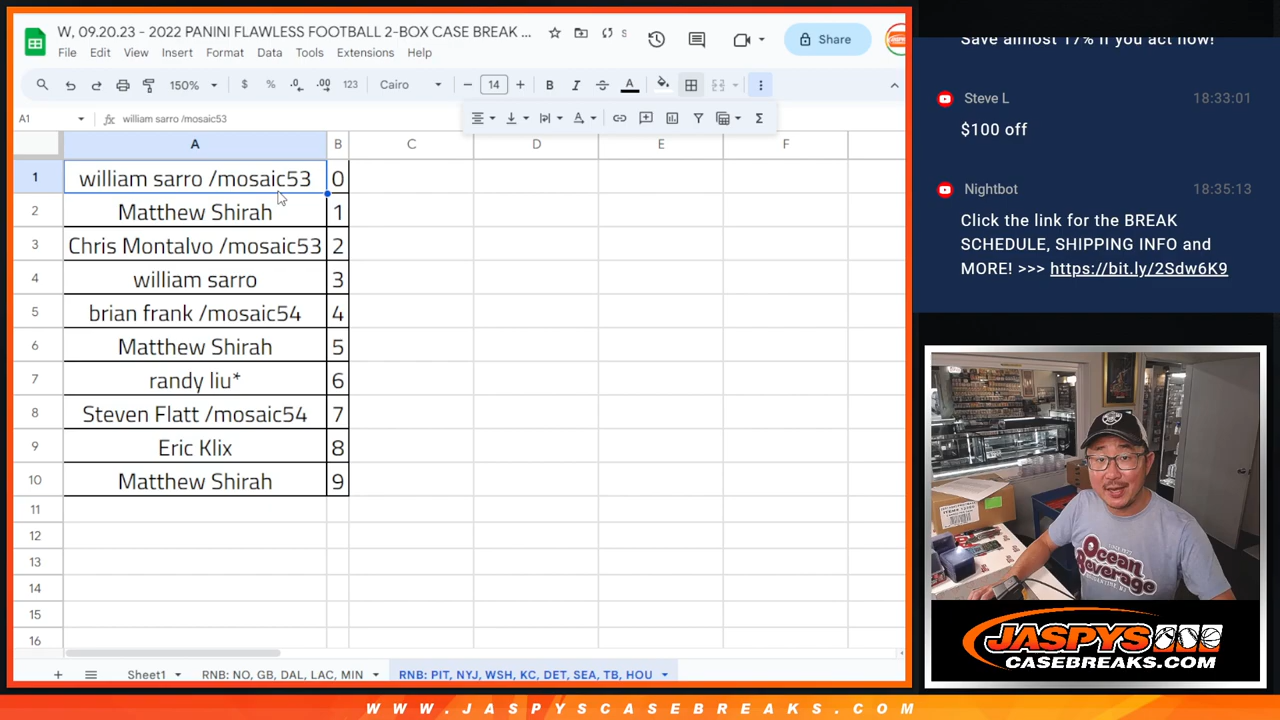 W, 09.20.23 - 2022 PANINI FLAWLESS FOOTBALL 2-BOX CASE BREAK ...
File Edit View Insert Format Data Tools Extensions Help
Share
150% $ % .0 .00 123 Cairo 14 B I A
A1 fx william sarro /mosaic53
A B C D E F
1 william sarro /mosaic53 0
2 Matthew Shirah 1
3 Chris Montalvo /mosaic53 2
4 william sarro 3
5 brian frank /mosaic54 4
6 Matthew Shirah 5
7 randy liu* 6
8 Steven Flatt /mosaic54 7
9 Eric Klix 8
10 Matthew Shirah 9
11
12
13
14
15
16
Sheet1 RNB: NO, GB, DAL, LAC, MIN RNB: PIT, NYJ, WSH, KC, DET, SEA, TB, HOU
Save almost 17% if you act now!
Steve L 18:33:01
$100 off
Nightbot 18:35:13
Click the link for the BREAK
SCHEDULE, SHIPPING INFO and
MORE! >>> https://bit.ly/2Sdw6K9
Ocean
Beverage
JASPYS
CASEBREAKS.COM
WWW.JASPYSCASEBREAKS.COM